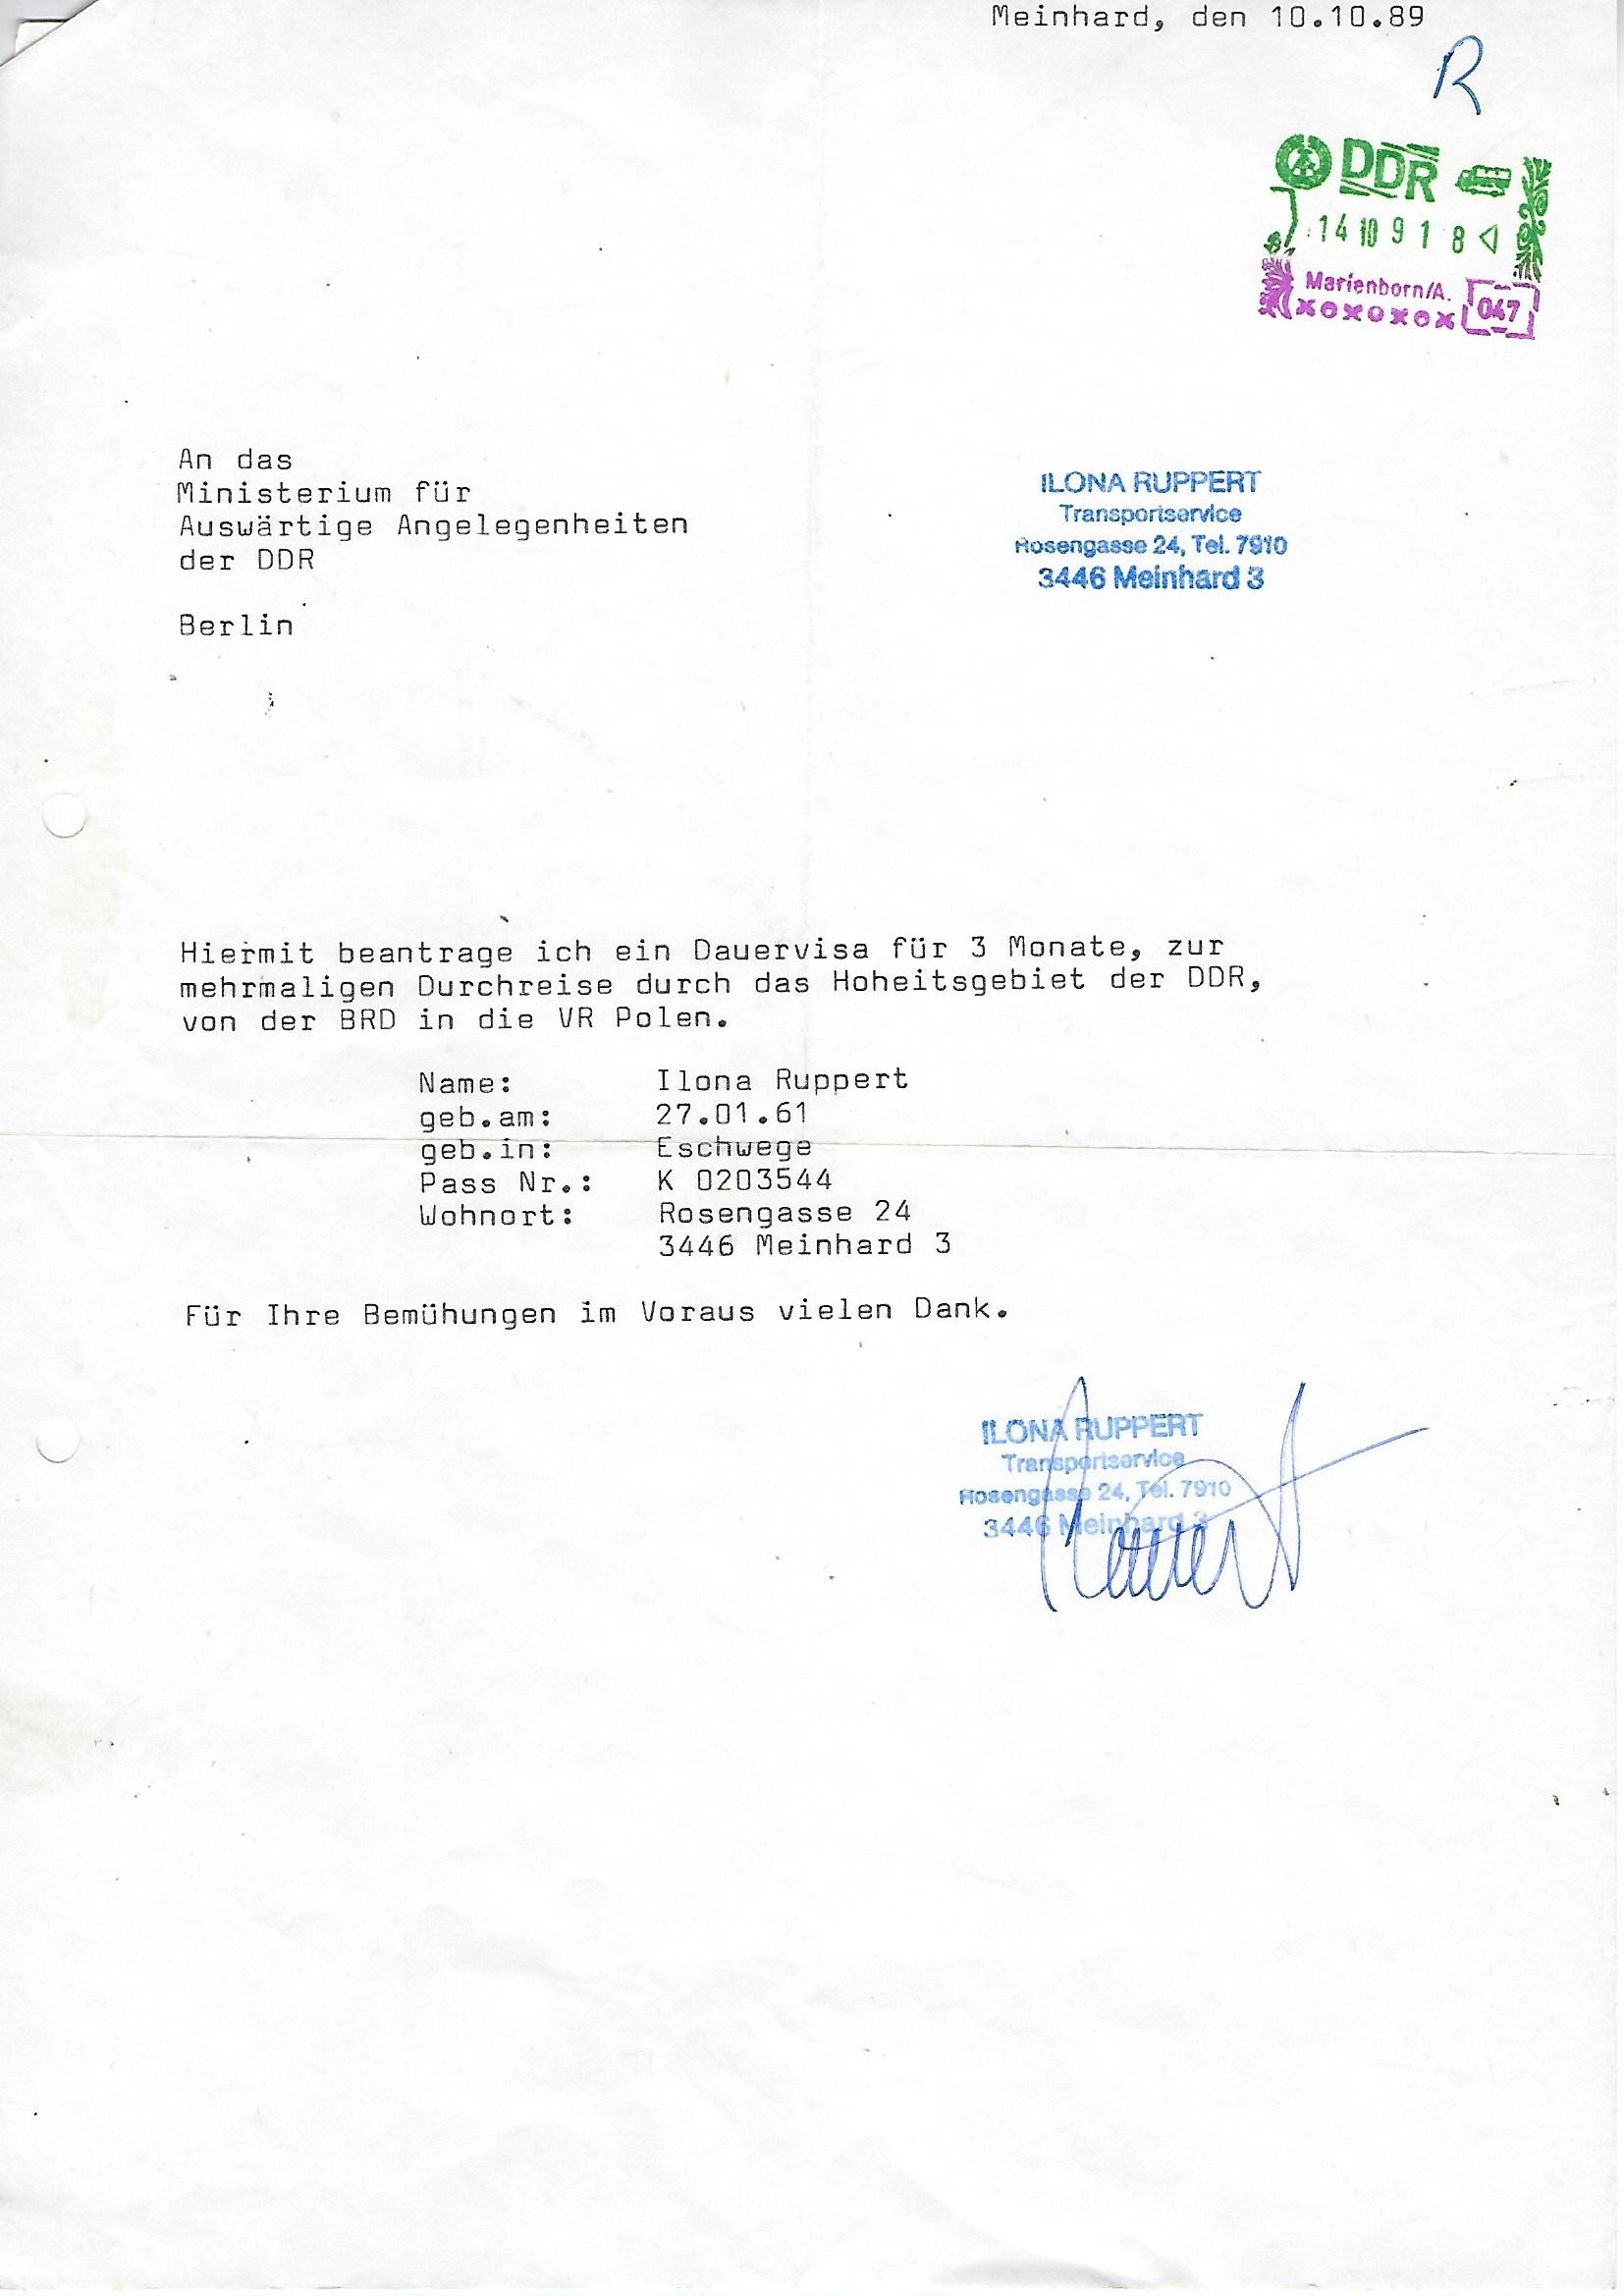 Meinhard, den 10.10.89
R
DDR
14 10 9 1 8
Marienborn/A.
xoxoxox 047
An das
Ministerium für
Auswärtige Angelegenheiten
der DDR
Berlin
ILONA RUPPERT
Transportservice
Rosengasse 24, Tel. 7910
3446 Meinhard 3
Hiermit beantrage ich ein Dauervisa für 3 Monate, zur
mehrmaligen Durchreise durch das Hoheitsgebiet der DDR,
von der BRD in die VR Polen.
Name: Ilona Ruppert
geb.am: 27.01.61
geb.in: Eschwege
Pass Nr.: K 0203544
Wohnort: Rosengasse 24
3446 Meinhard 3
Für Ihre Bemühungen im Voraus vielen Dank.
ILONA RUPPERT
Transportservice
Rosengasse 24, Tel. 7910
3446 Meinhard 3